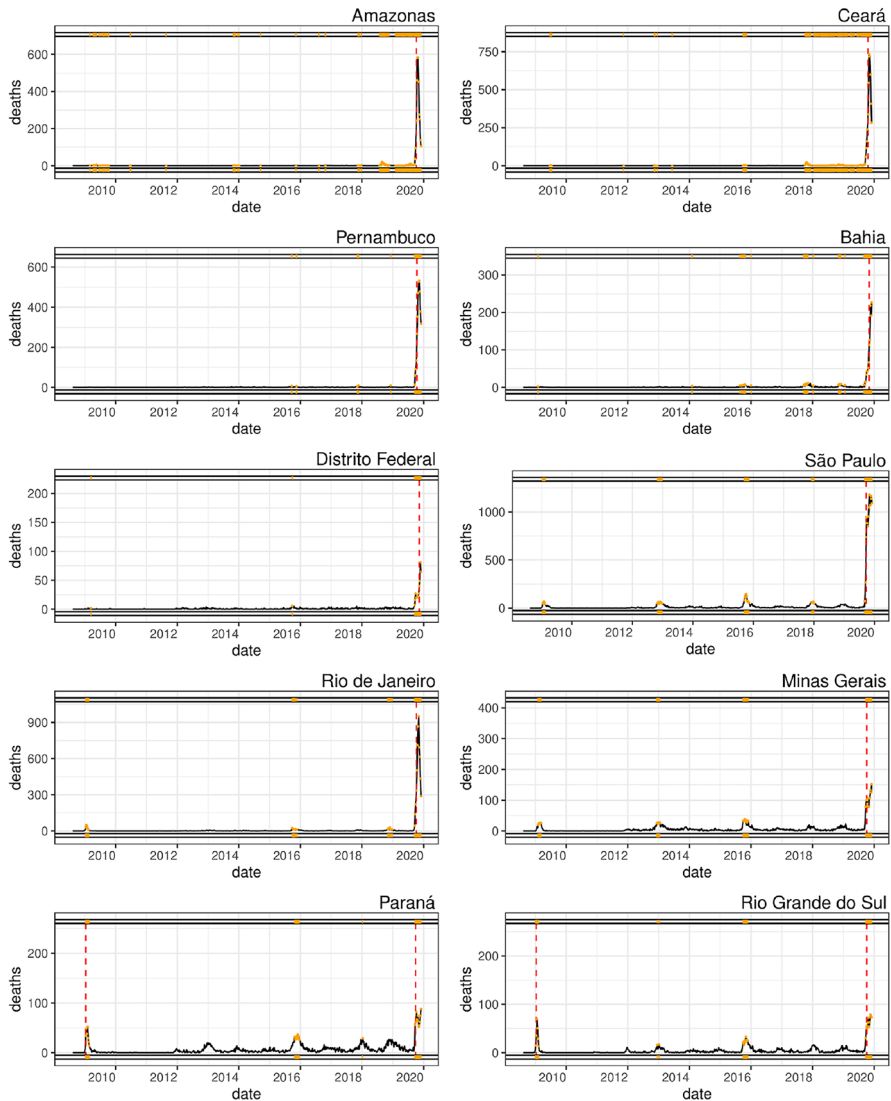 Amazonas
deaths
600
400
200
0
2010 2012 2014 2016 2018 2020
date
Ceará
deaths
750
500
250
0
2010 2012 2014 2016 2018 2020
date
Pernambuco
deaths
600
400
200
0
2010 2012 2014 2016 2018 2020
date
Bahia
deaths
300
200
100
0
2010 2012 2014 2016 2018 2020
date
Distrito Federal
deaths
200
150
100
50
0
2010 2012 2014 2016 2018 2020
date
São Paulo
deaths
1000
500
0
2010 2012 2014 2016 2018 2020
date
Rio de Janeiro
deaths
900
600
300
0
2010 2012 2014 2016 2018 2020
date
Minas Gerais
deaths
400
300
200
100
0
2010 2012 2014 2016 2018 2020
date
Paraná
deaths
200
100
0
2010 2012 2014 2016 2018 2020
date
Rio Grande do Sul
deaths
200
100
0
2010 2012 2014 2016 2018 2020
date